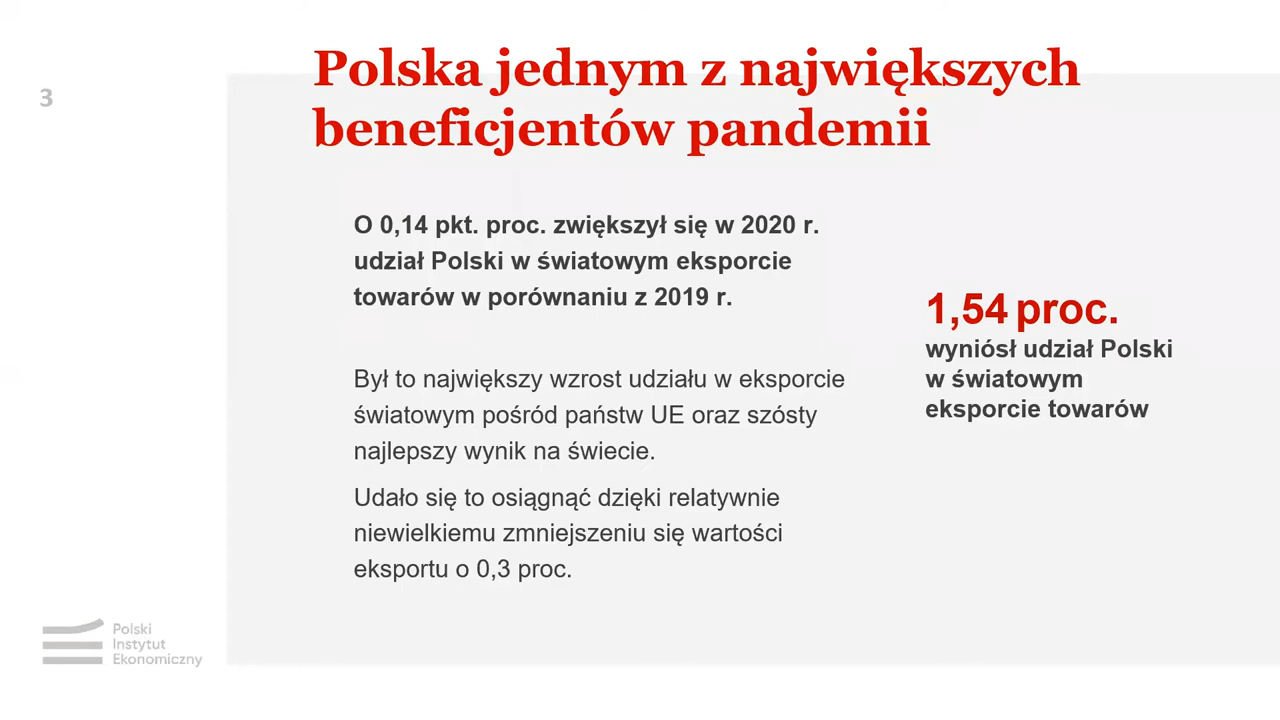 Polska jednym z największych
beneficjentów pandemii
3
O 0,14 pkt. proc. zwiększył się w 2020 r.
udział Polski w światowym eksporcie
towarów w porównaniu z 2019 r.
Był to największy wzrost udziału w eksporcie
światowym pośród państw UE oraz szósty
najlepszy wynik na świecie.
Udało się to osiągnąć dzięki relatywnie
niewielkiemu zmniejszeniu się wartości
eksportu o 0,3 proc.
1,54 proc.
wyniósł udział Polski
w światowym
eksporcie towarów
Polski
Instytut
Ekonomiczny